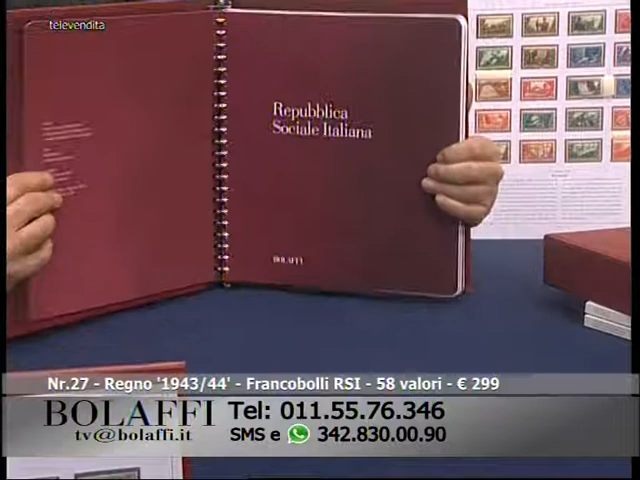 televendita
Repubblica
Sociale Italiana
BOLAFFI
Nr.27 - Regno '1943/44' - Francobolli RSI - 58 valori - € 299
BOLAFFI
tv@bolaffi.it
Tel: 011.55.76.346
SMS e 342.830.00.90